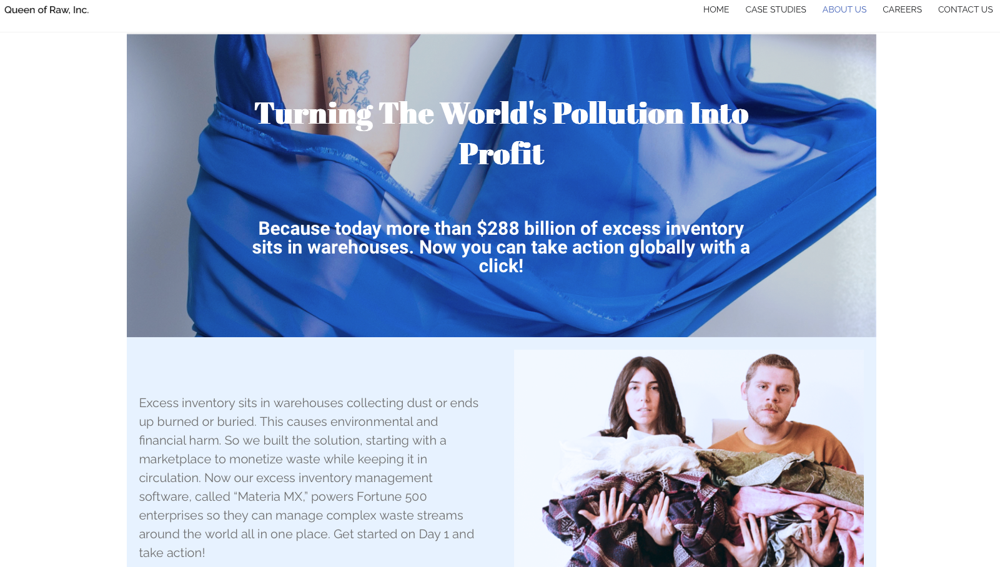 Queen of Raw, Inc.
HOME CASE STUDIES ABOUT US CAREERS CONTACT US
Turning The World's Pollution Into
Profit
Because today more than $288 billion of excess inventory
sits in warehouses. Now you can take action globally with a
click!
Excess inventory sits in warehouses collecting dust or ends
up burned or buried. This causes environmental and
financial harm. So we built the solution, starting with a
marketplace to monetize waste while keeping it in
circulation. Now our excess inventory management
software, called “Materia MX,” powers Fortune 500
enterprises so they can manage complex waste streams
around the world all in one place. Get started on Day 1 and
take action!